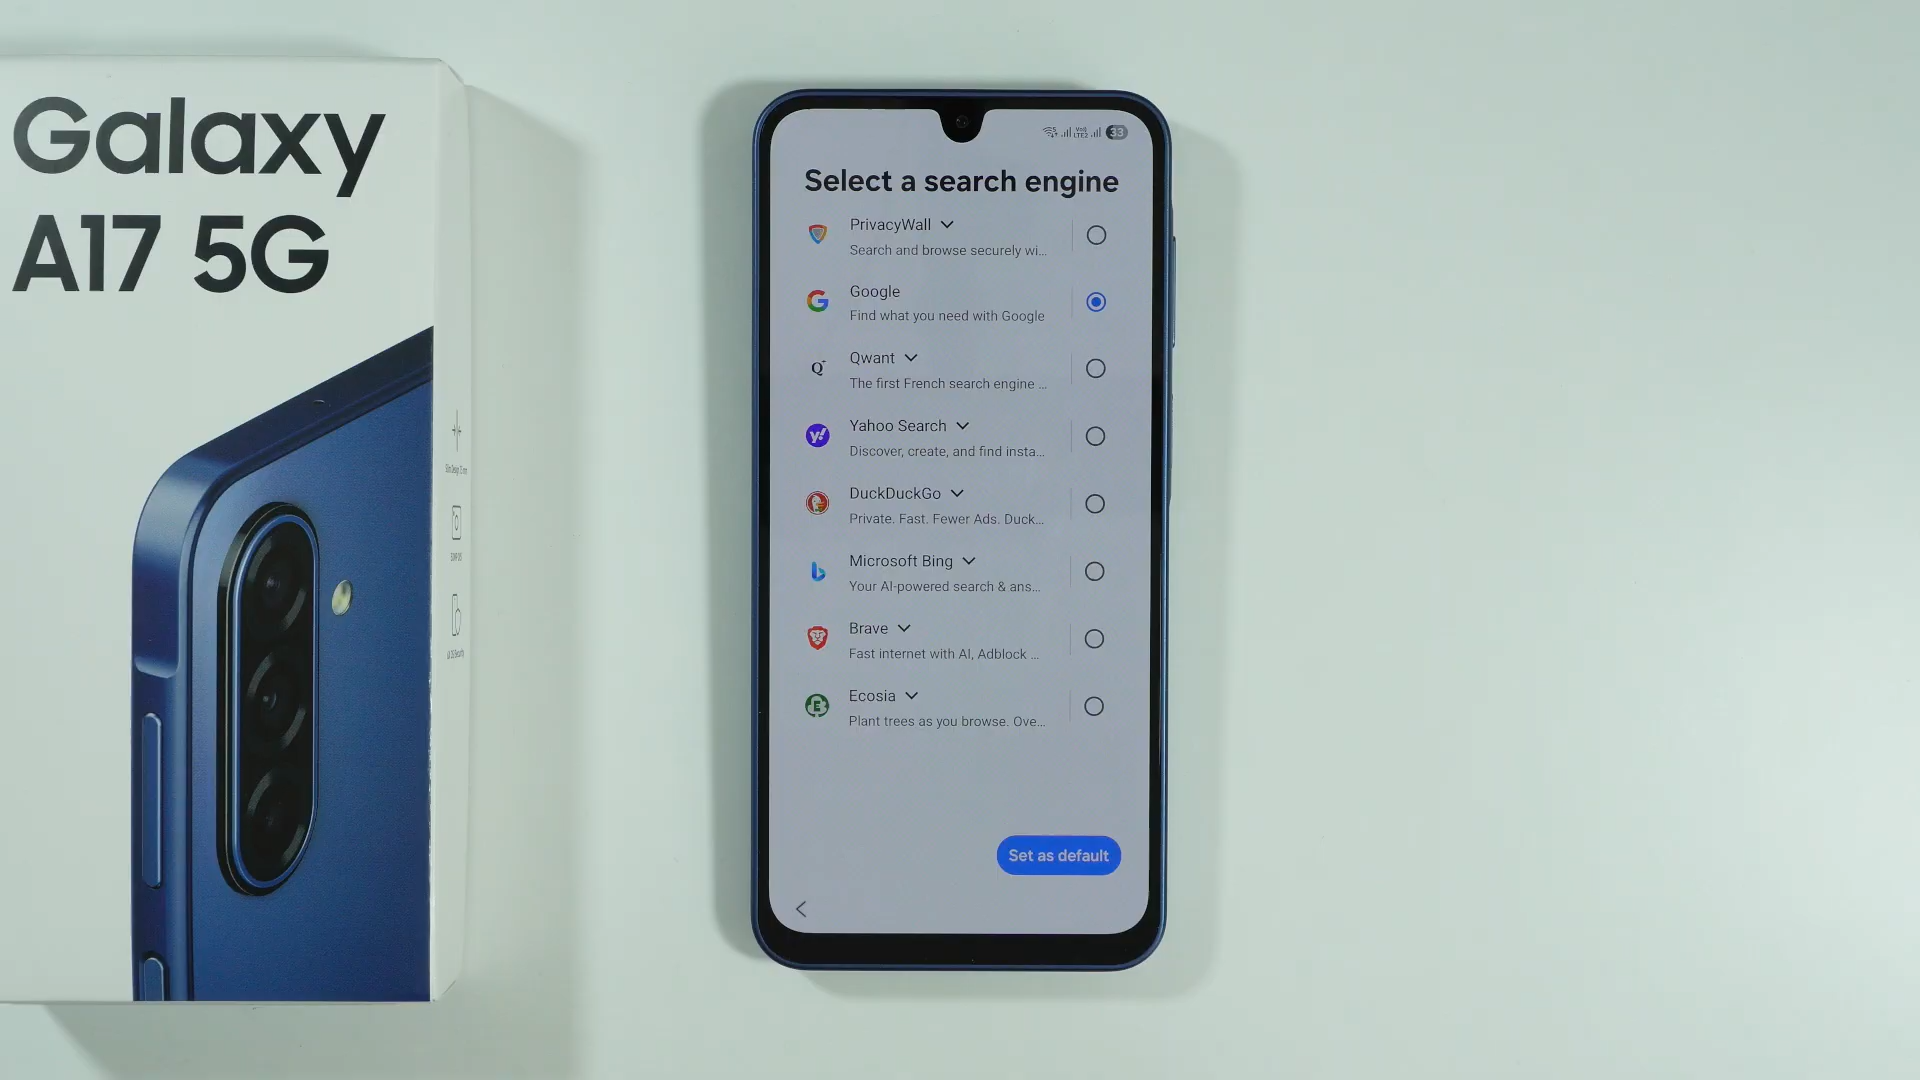 Galaxy
A17 5G
33
Select a search engine
PrivacyWall
Search and browse securely wi...
Google
Find what you need with Google
Qwant
The first French search engine ...
Yahoo Search
Discover, create, and find insta...
DuckDuckGo
Private. Fast. Fewer Ads. Duck...
Microsoft Bing
Your AI-powered search & ans...
Brave
Fast internet with AI, Adblock ...
Ecosia
Plant trees as you browse. Ove...
Set as default